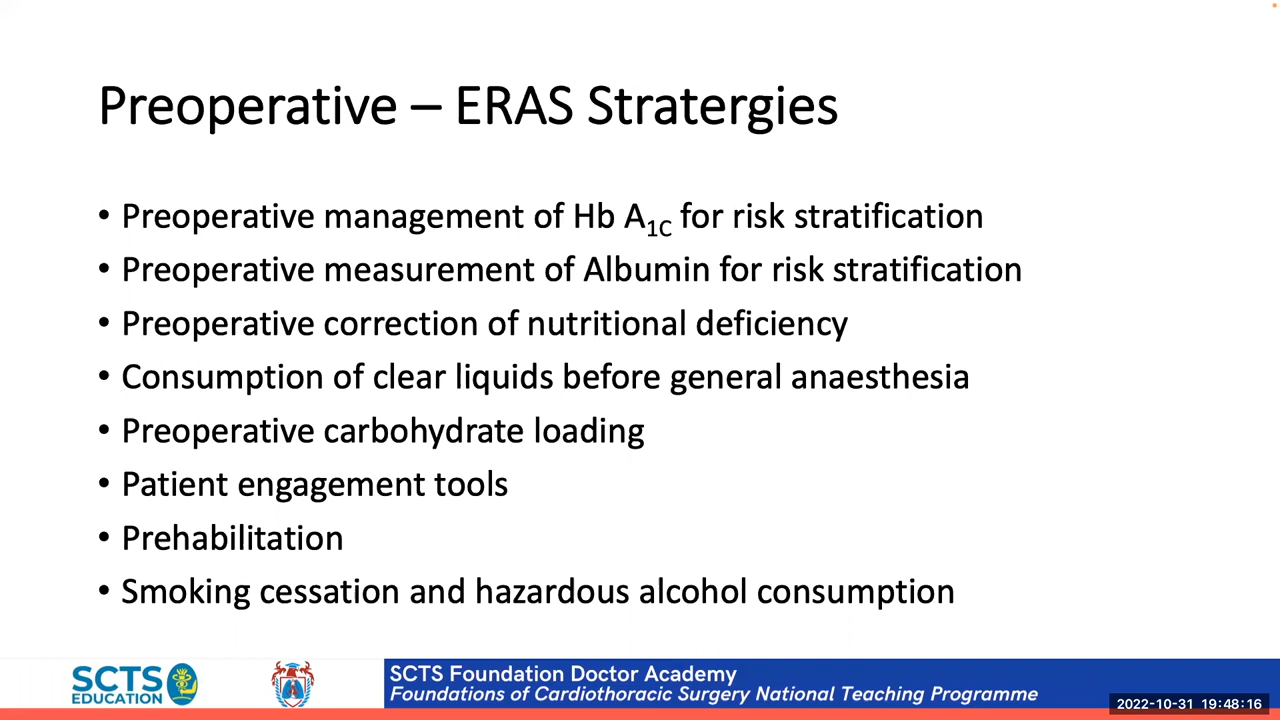 Preoperative – ERAS Stratergies
• Preoperative management of Hb A1C for risk stratification
• Preoperative measurement of Albumin for risk stratification
• Preoperative correction of nutritional deficiency
• Consumption of clear liquids before general anaesthesia
• Preoperative carbohydrate loading
• Patient engagement tools
• Prehabilitation
• Smoking cessation and hazardous alcohol consumption
SCTS
EDUCATION
SCTS Foundation Doctor Academy
Foundations of Cardiothoracic Surgery National Teaching Programme
2022-10-31 19:48:16